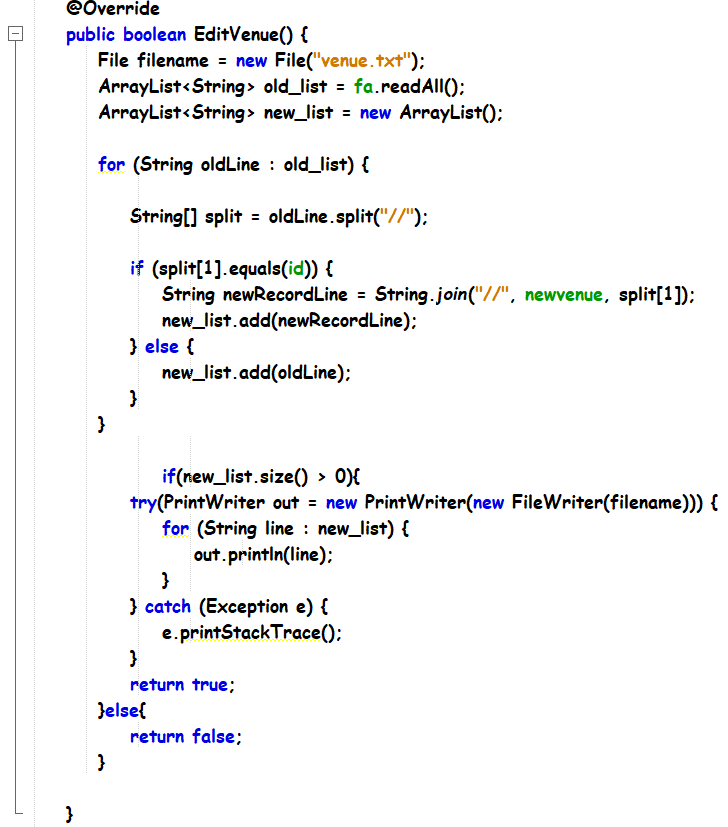 @Override
public boolean EditVenue() {
File filename = new File("venue.txt");
ArrayList<String> old_list = fa.readAll();
ArrayList<String> new_list = new ArrayList();
for (String oldLine : old_list) {
String[] split = oldLine.split("//");
if (split[1].equals(id)) {
String newRecordLine = String.join("//", newvenue, split[1]);
new_list.add(newRecordLine);
} else {
new_list.add(oldLine);
}
}
if(new_list.size() > 0){
try(PrintWriter out = new PrintWriter(new FileWriter(filename))) {
for (String line : new_list) {
out.println(line);
}
} catch (Exception e) {
e.printStackTrace();
}
return true;
}else{
return false;
}
}